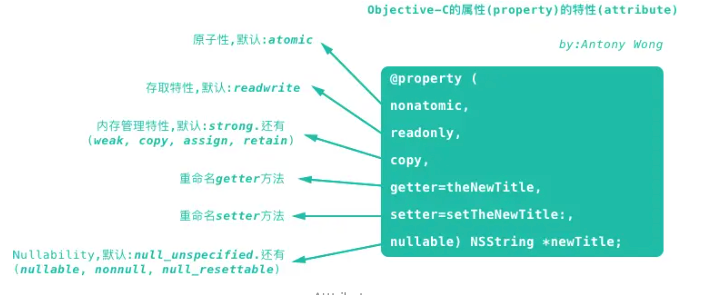 Objective-C的属性(property)的特性(attribute)
by:Antony Wong
原子性,默认:atomic
存取特性,默认:readwrite
内存管理特性,默认:strong.还有
(weak, copy, assign, retain)
重命名getter方法
重命名setter方法
Nullability,默认:null_unspecified.还有
(nullable, nonnull, null_resettable)
@property (
nonatomic,
readonly,
copy,
getter=theNewTitle,
setter=setTheNewTitle:,
nullable) NSString *newTitle;